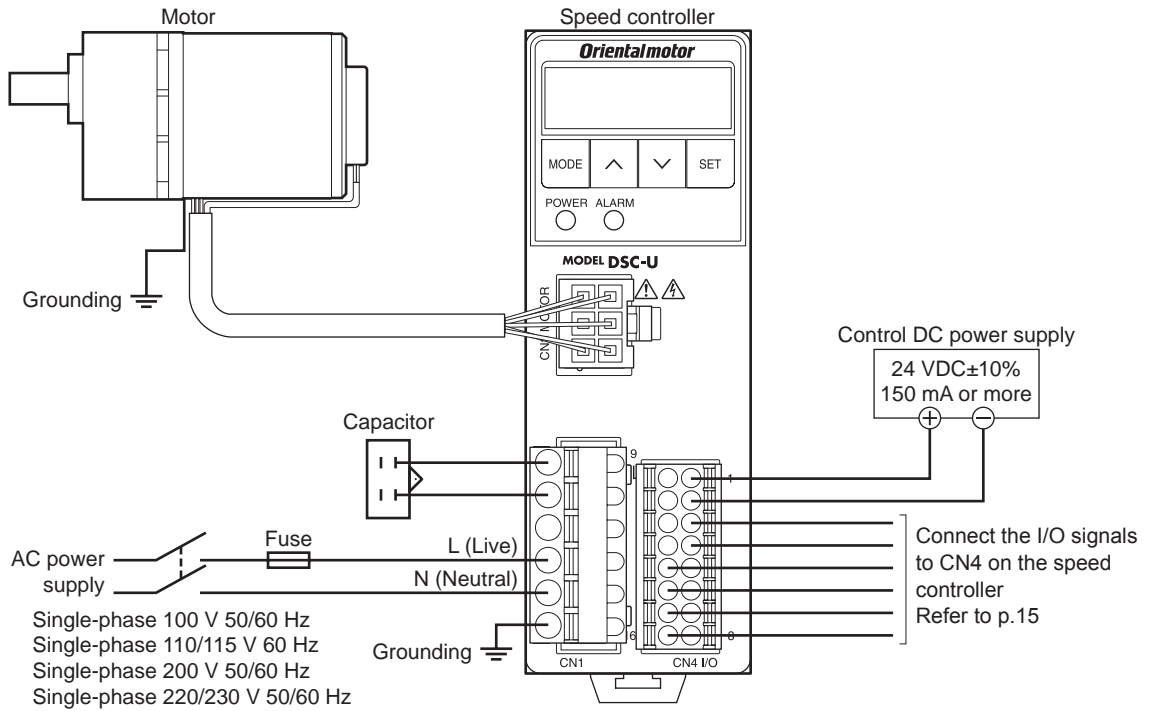 Motor
Speed controller
Orientalmotor
MODE
SET
POWER ALARM
MODEL DSC-U
Grounding
MOTOR
Control DC power supply
24 VDC±10%
150 mA or more
Capacitor
9
1
Fuse
L (Live)
AC power
supply
N (Neutral)
Connect the I/O signals
to CN4 on the speed
controller
Refer to p.15
Single-phase 100 V 50/60 Hz
Single-phase 110/115 V 60 Hz
Single-phase 200 V 50/60 Hz
Single-phase 220/230 V 50/60 Hz
Grounding
6
8
CN1
CN4 I/O